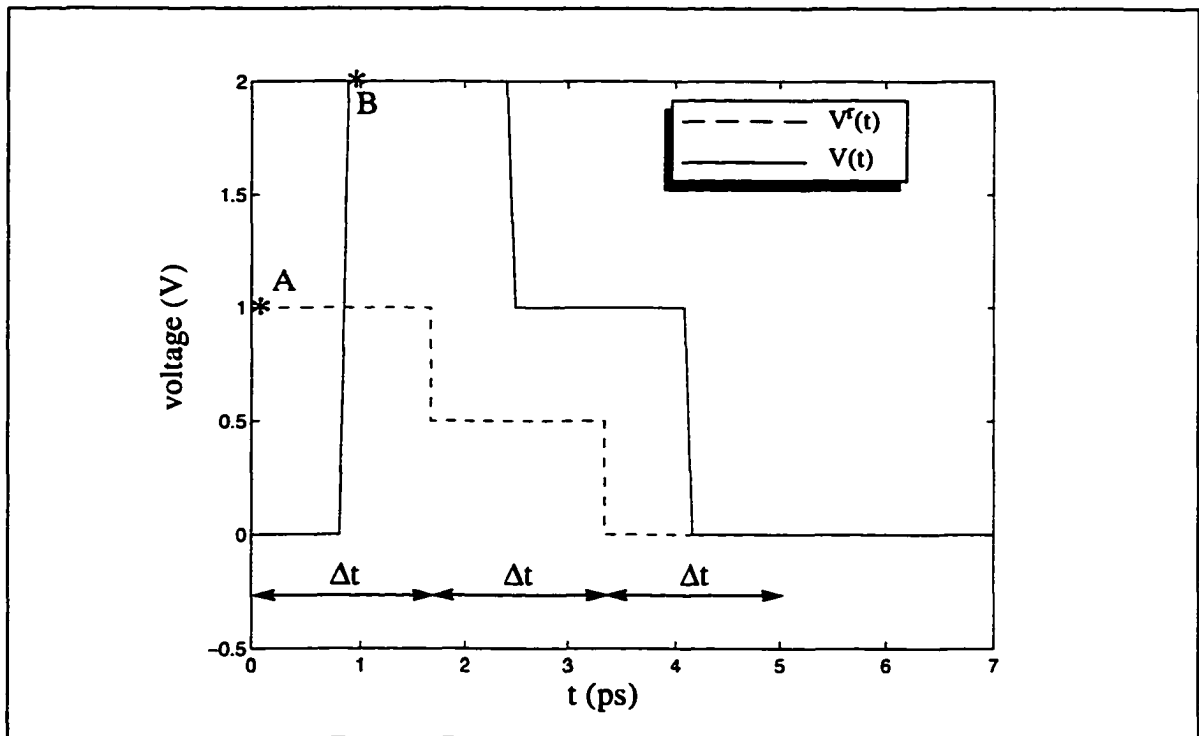 2
B
V^r(t)
V(t)
1.5
A
1
voltage (V)
0.5
0
Δt Δt Δt
−0.5
0 1 2 3 4 5 6 7
t (ps)